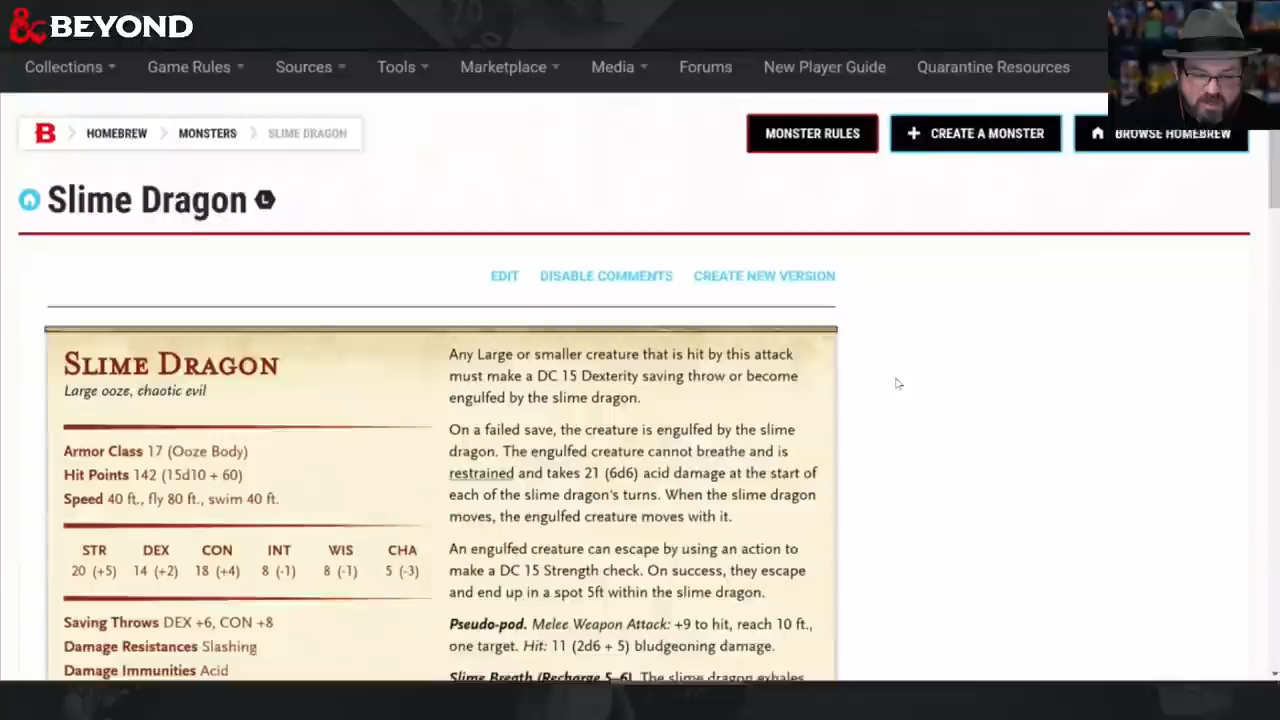 & BEYOND
Collections Game Rules Sources Tools Marketplace Media Forums New Player Guide Quarantine Resources
B HOMEBREW MONSTERS SLIME DRAGON
MONSTER RULES + CREATE A MONSTER BROWSE HOMEBREW
Slime Dragon L
EDIT DISABLE COMMENTS CREATE NEW VERSION
SLIME DRAGON
Large ooze, chaotic evil
Armor Class 17 (Ooze Body)
Hit Points 142 (15d10 + 60)
Speed 40 ft., fly 80 ft., swim 40 ft.
STR DEX CON INT WIS CHA
20 (+5) 14 (+2) 18 (+4) 8 (-1) 8 (-1) 5 (-3)
Saving Throws DEX +6, CON +8
Damage Resistances Slashing
Damage Immunities Acid
Any Large or smaller creature that is hit by this attack
must make a DC 15 Dexterity saving throw or become
engulfed by the slime dragon.
On a failed save, the creature is engulfed by the slime
dragon. The engulfed creature cannot breathe and is
restrained and takes 21 (6d6) acid damage at the start of
each of the slime dragon's turns. When the slime dragon
moves, the engulfed creature moves with it.
An engulfed creature can escape by using an action to
make a DC 15 Strength check. On success, they escape
and end up in a spot 5ft within the slime dragon.
Pseudo-pod. Melee Weapon Attack: +9 to hit, reach 10 ft.,
one target. Hit: 11 (2d6 + 5) bludgeoning damage.
Slime Breath (Recharge 5–6). The slime dragon exhales